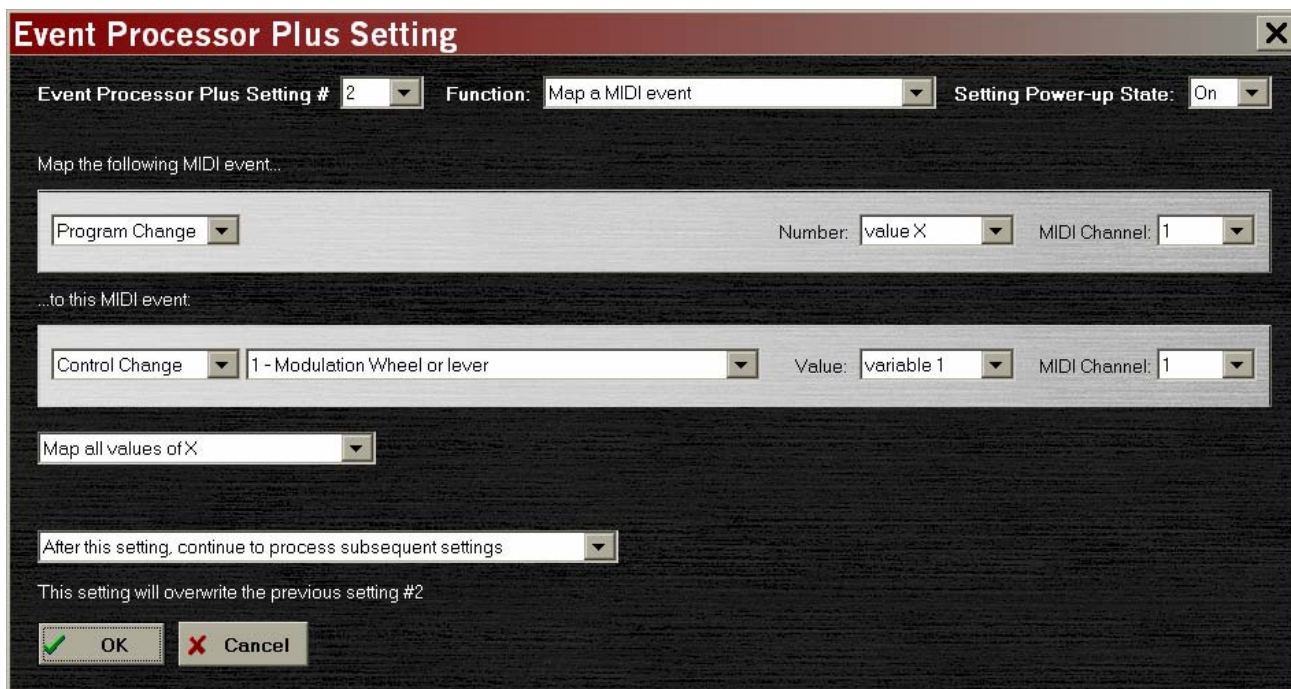 Event Processor Plus Setting
Event Processor Plus Setting # 2 Function: Map a MIDI event Setting Power-up State: On
Map the following MIDI event...
Program Change Number: value X MIDI Channel: 1
...to this MIDI event:
Control Change 1 - Modulation Wheel or lever Value: variable 1 MIDI Channel: 1
Map all values of X
After this setting, continue to process subsequent settings
This setting will overwrite the previous setting #2
OK Cancel